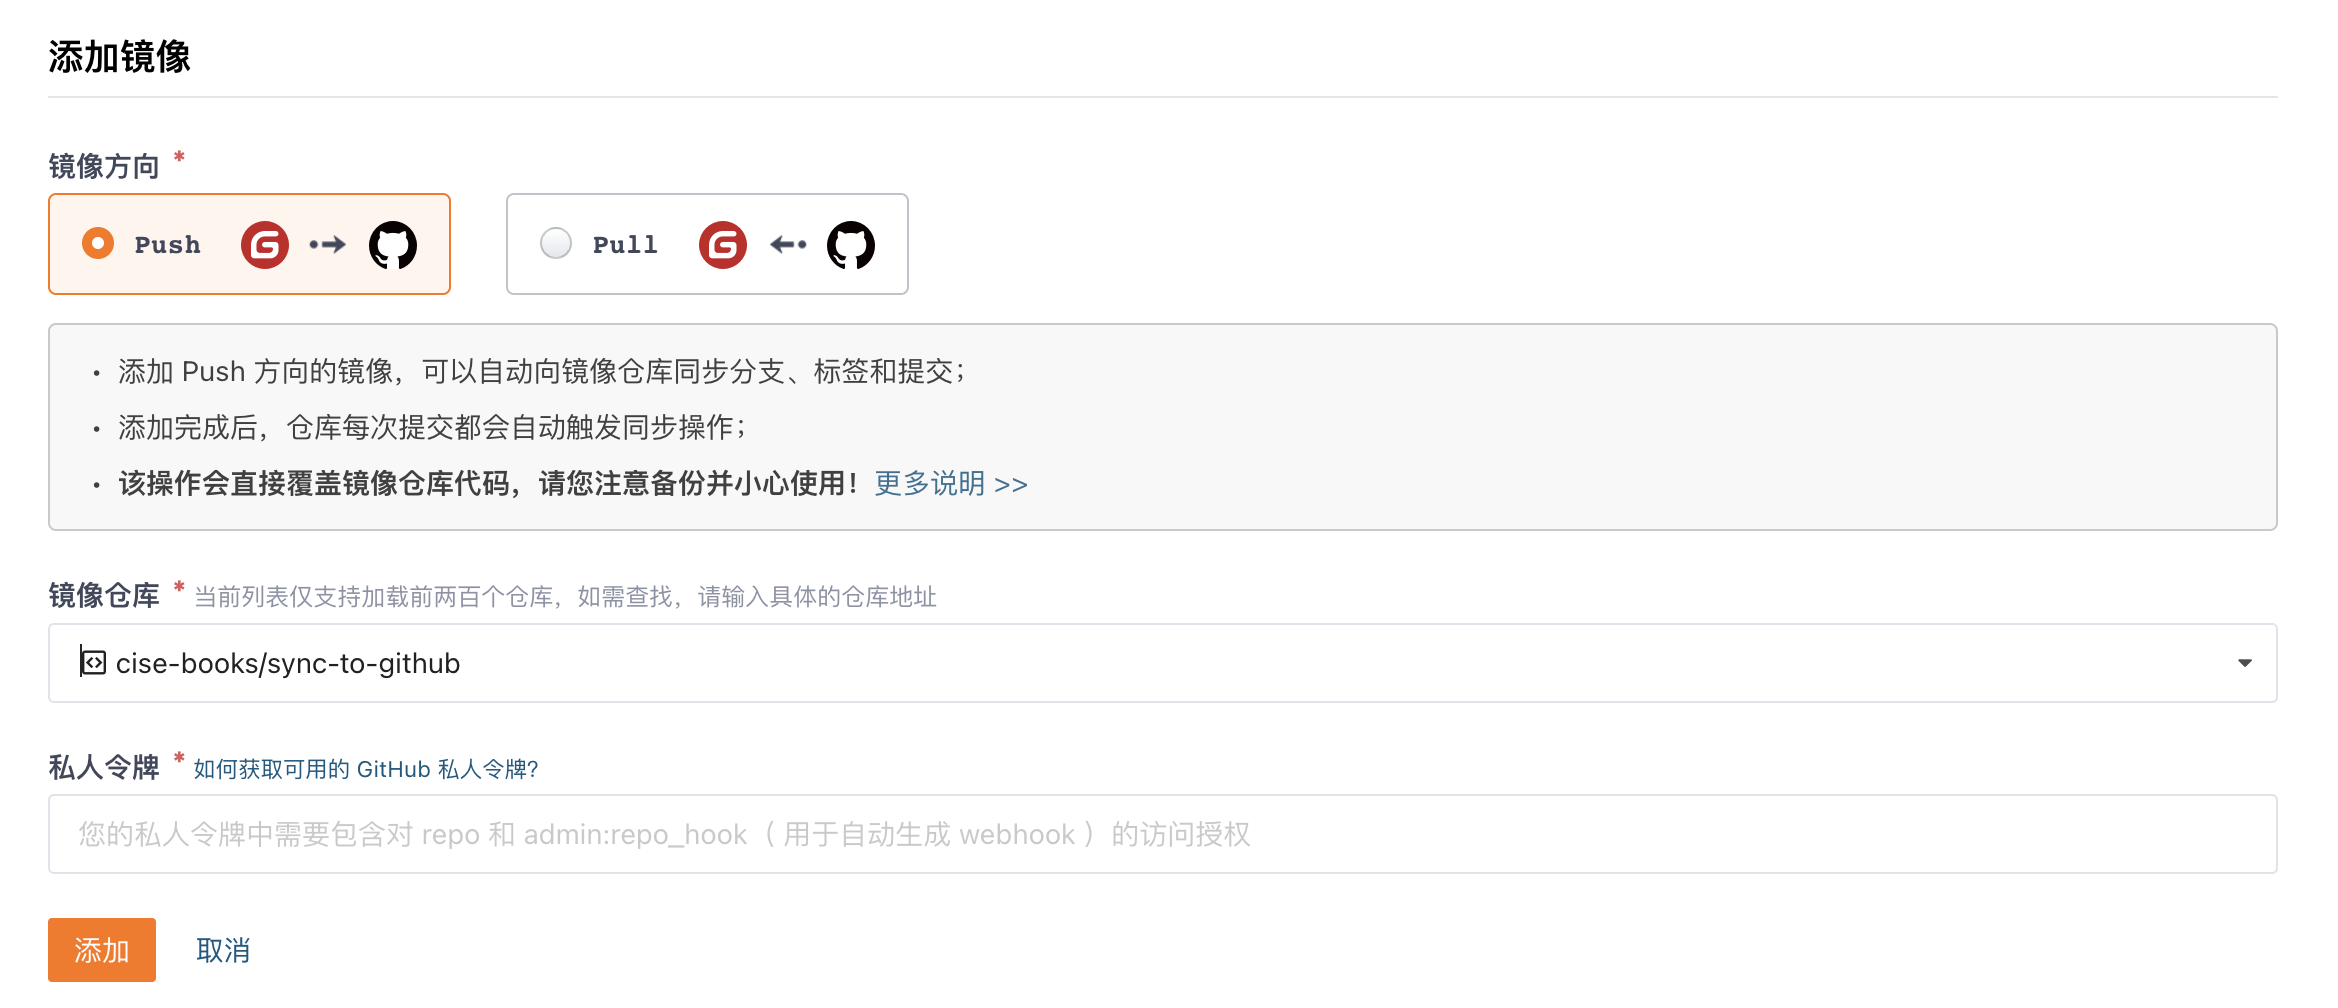 添加镜像
镜像方向 *
Push
Pull
• 添加 Push 方向的镜像，可以自动向镜像仓库同步分支、标签和提交；
• 添加完成后，仓库每次提交都会自动触发同步操作；
• 该操作会直接覆盖镜像仓库代码，请您注意备份并小心使用！更多说明 >>
镜像仓库 * 当前列表仅支持加载前两百个仓库，如需查找，请输入具体的仓库地址
cise-books/sync-to-github
私人令牌 * 如何获取可用的 GitHub 私人令牌?
您的私人令牌中需要包含对 repo 和 admin:repo_hook（ 用于自动生成 webhook ）的访问授权
添加 取消